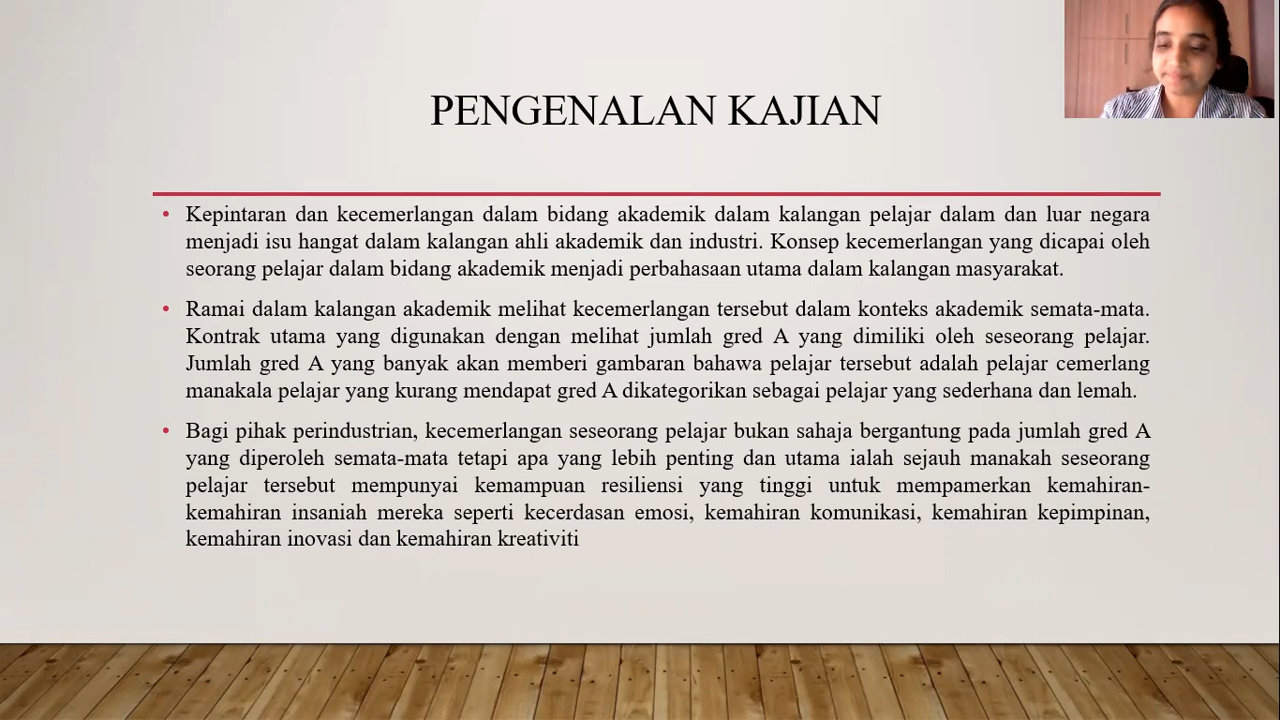 PENGENALAN KAJIAN
• Kepintaran dan kecemerlangan dalam bidang akademik dalam kalangan pelajar dalam dan luar negara
menjadi isu hangat dalam kalangan ahli akademik dan industri. Konsep kecemerlangan yang dicapai oleh
seorang pelajar dalam bidang akademik menjadi perbahasaan utama dalam kalangan masyarakat.
• Ramai dalam kalangan akademik melihat kecemerlangan tersebut dalam konteks akademik semata-mata.
Kontrak utama yang digunakan dengan melihat jumlah gred A yang dimiliki oleh seseorang pelajar.
Jumlah gred A yang banyak akan memberi gambaran bahawa pelajar tersebut adalah pelajar cemerlang
manakala pelajar yang kurang mendapat gred A dikategorikan sebagai pelajar yang sederhana dan lemah.
• Bagi pihak perindustrian, kecemerlangan seseorang pelajar bukan sahaja bergantung pada jumlah gred A
yang diperoleh semata-mata tetapi apa yang lebih penting dan utama ialah sejauh manakah seseorang
pelajar tersebut mempunyai kemampuan resiliensi yang tinggi untuk mempamerkan kemahiran-
kemahiran insaniah mereka seperti kecerdasan emosi, kemahiran komunikasi, kemahiran kepimpinan,
kemahiran inovasi dan kemahiran kreativiti